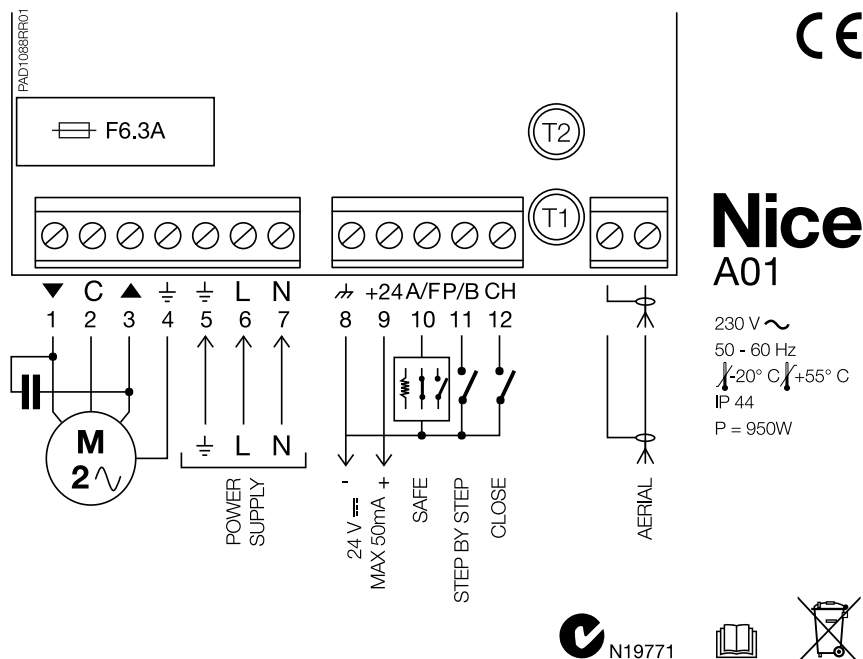 PAD1088RR01
CE
F6.3A
T2
T1
Nice
A01
▼ C ▲ ⏚ ⏚ L N
1 2 3 4 5 6 7
+24 A/F P/B CH
8 9 10 11 12
230 V ~
50 - 60 Hz
-20° C +55° C
IP 44
P = 950W
M
2~
L N
POWER
SUPPLY
24 V ⎓ -
MAX 50mA +
SAFE
STEP BY STEP
CLOSE
AERIAL
N19771